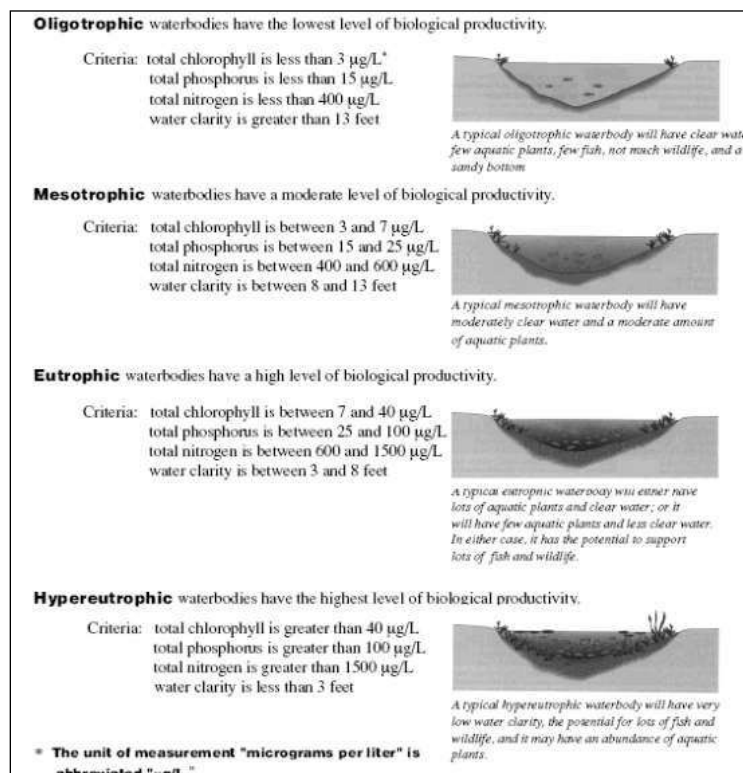 Oligotrophic waterbodies have the lowest level of biological productivity.
Criteria: total chlorophyll is less than 3 µg/L*
total phosphorus is less than 15 µg/L
total nitrogen is less than 400 µg/L
water clarity is greater than 13 feet
A typical oligotrophic waterbody will have clear
few aquatic plants, few fish, not much wildlife, and a
sandy bottom
Mesotrophic waterbodies have a moderate level of biological productivity.
Criteria: total chlorophyll is between 3 and 7 µg/L
total phosphorus is between 15 and 25 µg/L
total nitrogen is between 400 and 600 µg/L
water clarity is between 8 and 13 feet
A typical mesotrophic waterbody will have
moderately clear water and a moderate amount
of aquatic plants.
Eutrophic waterbodies have a high level of biological productivity.
Criteria: total chlorophyll is between 7 and 40 µg/L
total phosphorus is between 25 and 100 µg/L
total nitrogen is between 600 and 1500 µg/L
water clarity is between 3 and 8 feet
A typical eutrophic waterbody will either have
lots of aquatic plants and clear water; or it
will have few aquatic plants and less clear water.
In either case, it has the potential to support
lots of fish and wildlife.
Hypereutrophic waterbodies have the highest level of biological productivity.
Criteria: total chlorophyll is greater than 40 µg/L
total phosphorus is greater than 100 µg/L
total nitrogen is greater than 1500 µg/L
water clarity is less than 3 feet
A typical hypereutrophic waterbody will have very
low water clarity, the potential for lots of fish and
wildlife, and it may have an abundance of aquatic
plants.
* The unit of measurement "micrograms per liter" is
abbreviated "µg/L"